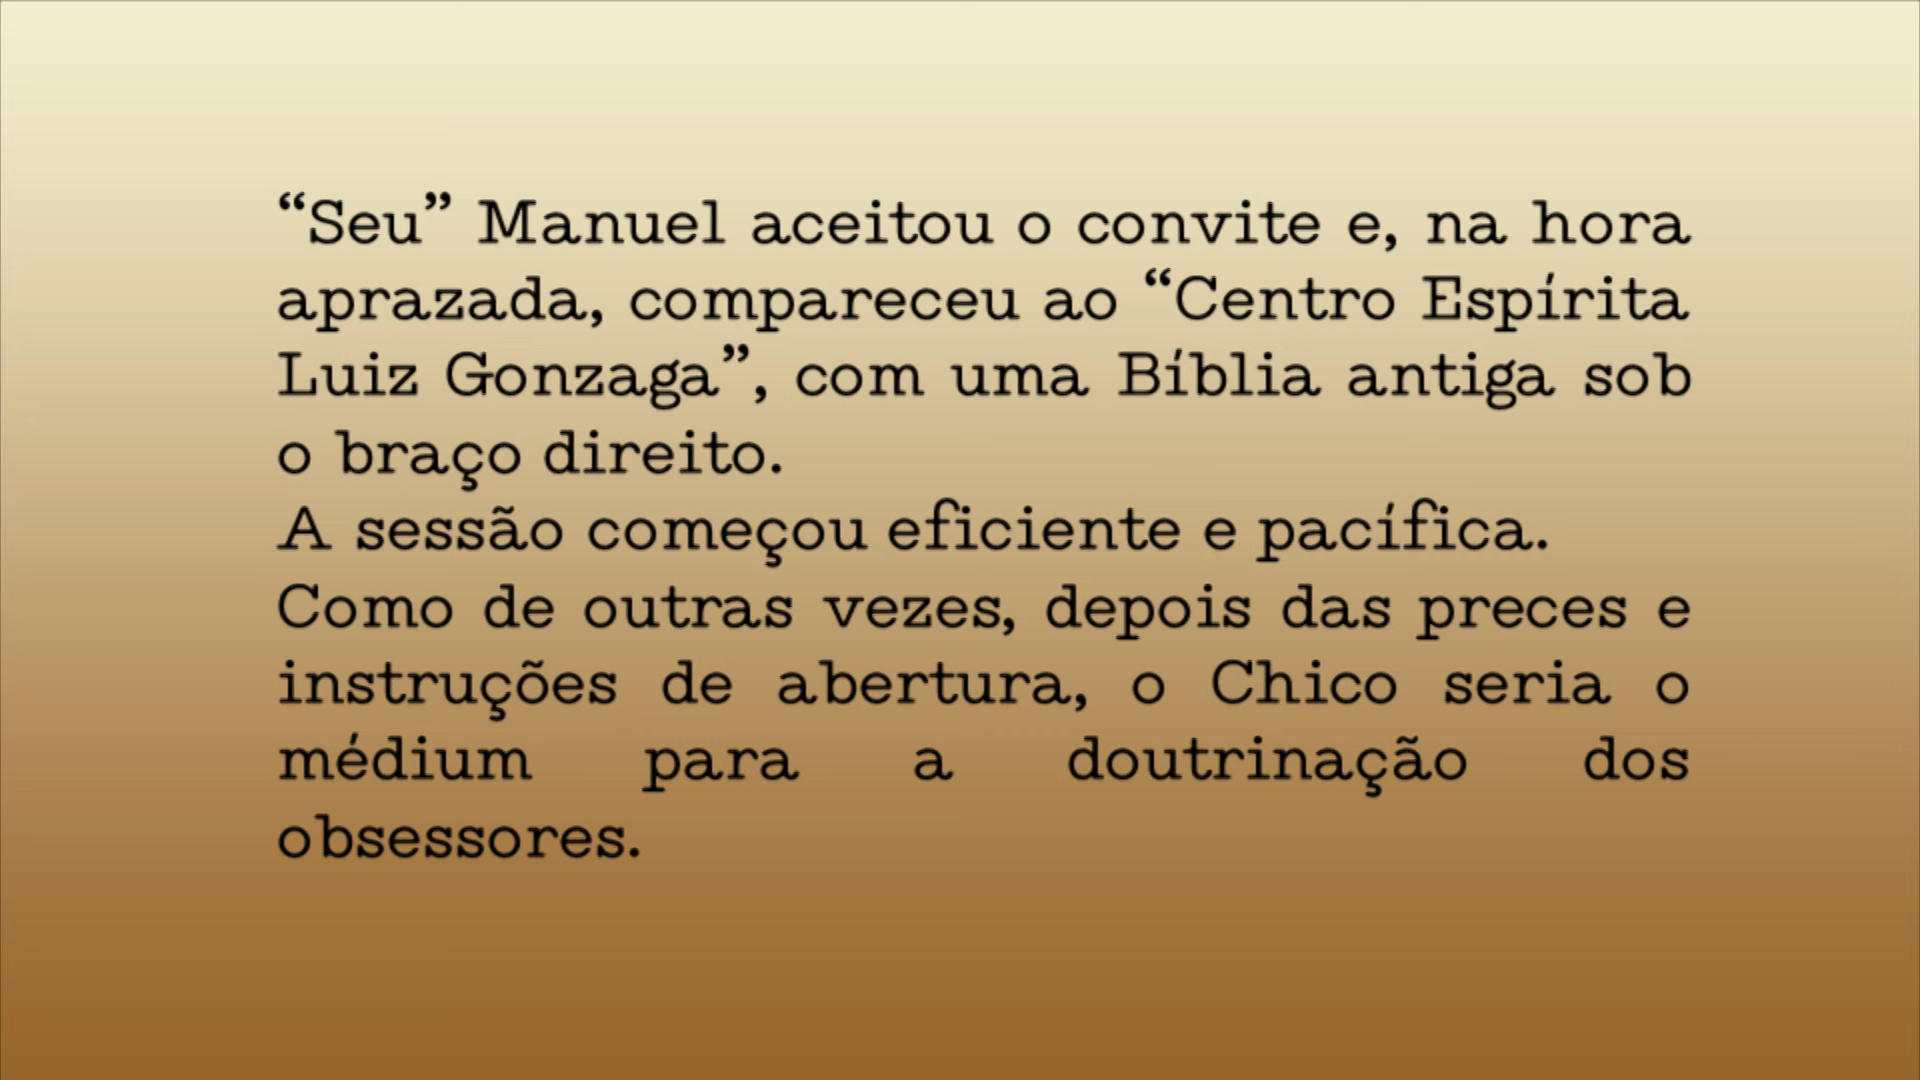 “Seu” Manuel aceitou o convite e, na hora
aprazada, compareceu ao “Centro Espírita
Luiz Gonzaga”, com uma Bíblia antiga sob
o braço direito.
A sessão começou eficiente e pacífica.
Como de outras vezes, depois das preces e
instruções de abertura, o Chico seria o
médium para a doutrinação dos
obsessores.